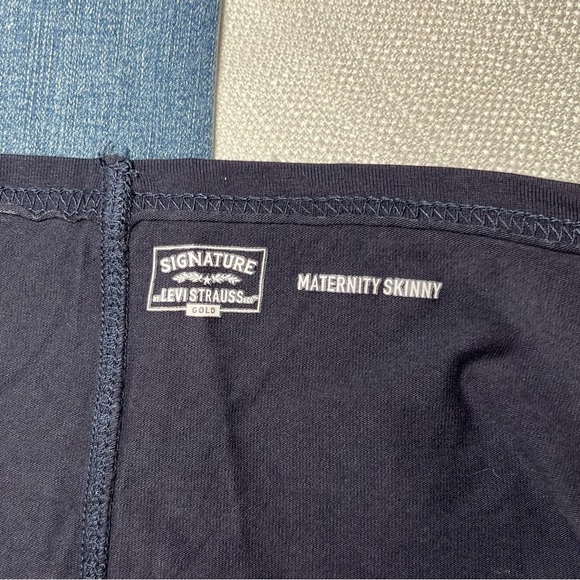 SIGNATURE
LEVI STRAUSS
GOLD
MATERNITY SKINNY